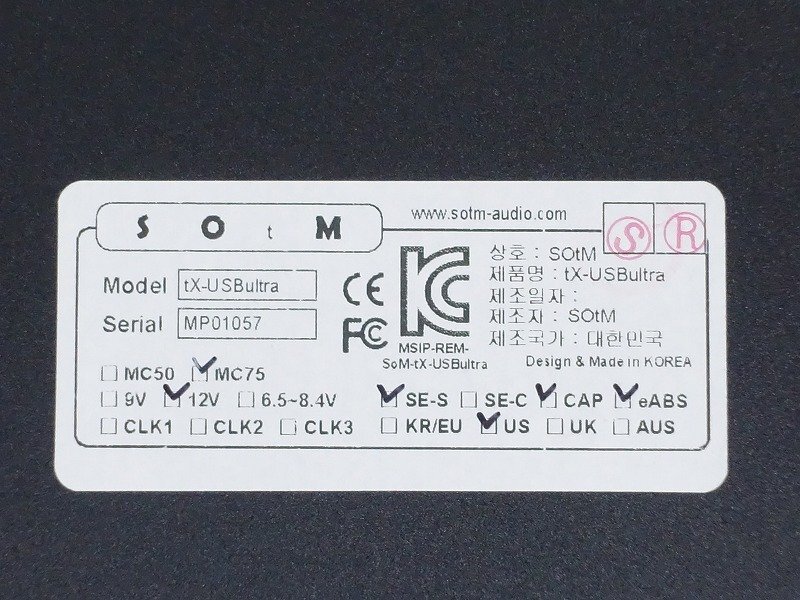 S O t M
www.sotm-audio.com
S R
Model tX-USBultra
Serial MP01057
CE
FC
KC
MSIP-REM-
SoM-tX-USBultra
상호 : SOtM
제품명 : tX-USBultra
제조일자 :
제조자 : SOtM
제조국가 : 대한민국
Design & Made in KOREA
MC50 MC75
9V 12V 6.5~8.4V SE-S SE-C CAP eABS
CLK1 CLK2 CLK3 KR/EU US UK AUS